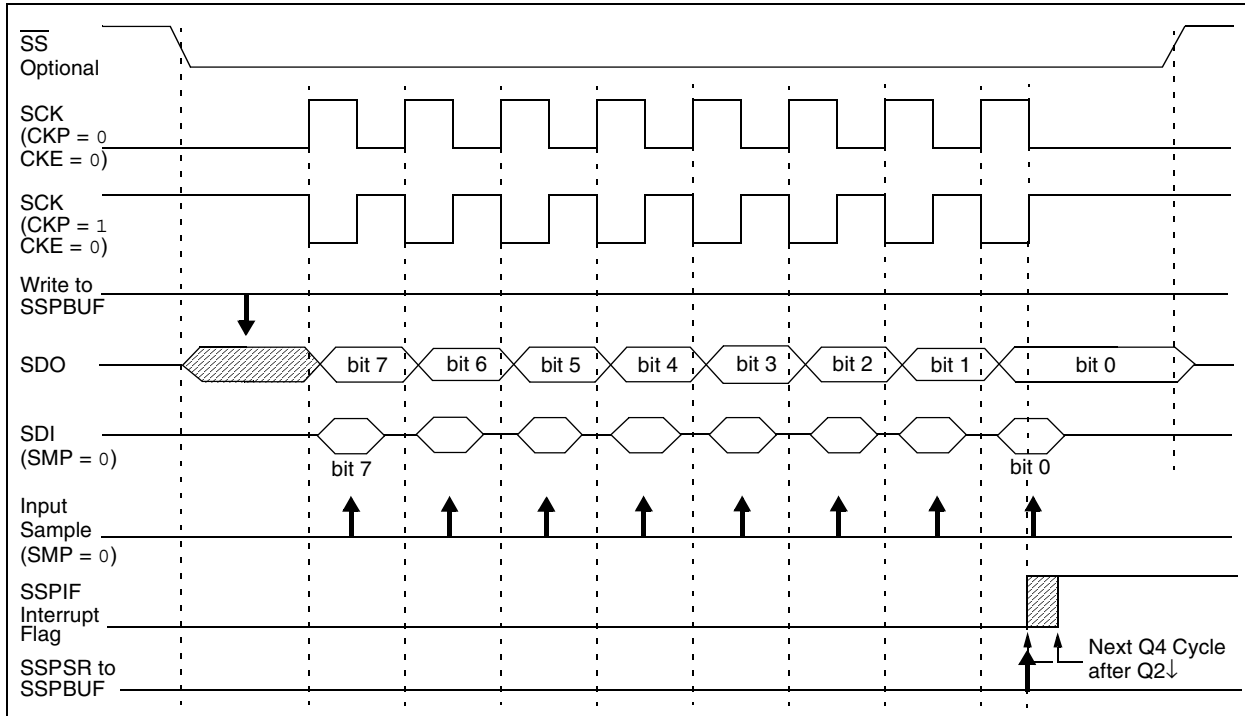 SS
Optional
SCK
(CKP = 0
CKE = 0)
SCK
(CKP = 1
CKE = 0)
Write to
SSPBUF
SDO
bit 7
bit 6
bit 5
bit 4
bit 3
bit 2
bit 1
bit 0
SDI
(SMP = 0)
bit 7
bit 0
Input
Sample
(SMP = 0)
SSPIF
Interrupt
Flag
Next Q4 Cycle
after Q2↓
SSPSR to
SSPBUF